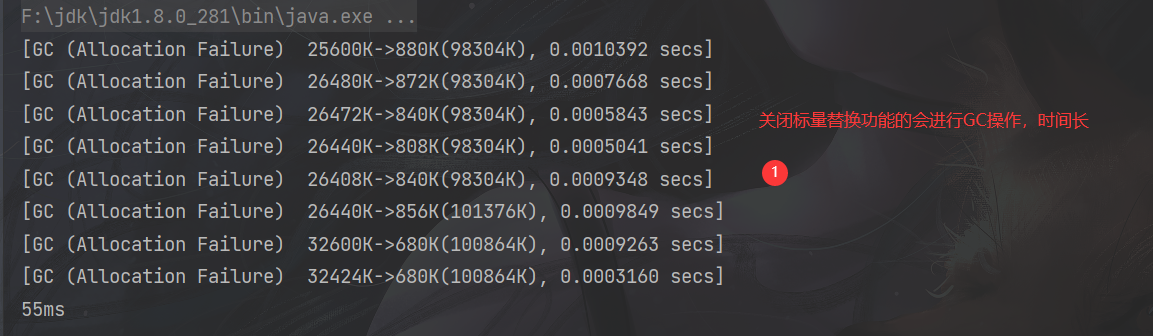 F:\jdk\jdk1.8.0_281\bin\java.exe ...
[GC (Allocation Failure)  25600K->880K(98304K), 0.0010392 secs]
[GC (Allocation Failure)  26480K->872K(98304K), 0.0007668 secs]
[GC (Allocation Failure)  26472K->840K(98304K), 0.0005843 secs]
关闭标量替换功能的会进行GC操作，时间长
[GC (Allocation Failure)  26440K->808K(98304K), 0.0005041 secs]
1
[GC (Allocation Failure)  26408K->840K(98304K), 0.0009348 secs]
[GC (Allocation Failure)  26440K->856K(101376K), 0.0009849 secs]
[GC (Allocation Failure)  32600K->680K(100864K), 0.0009263 secs]
[GC (Allocation Failure)  32424K->680K(100864K), 0.0003160 secs]
55ms